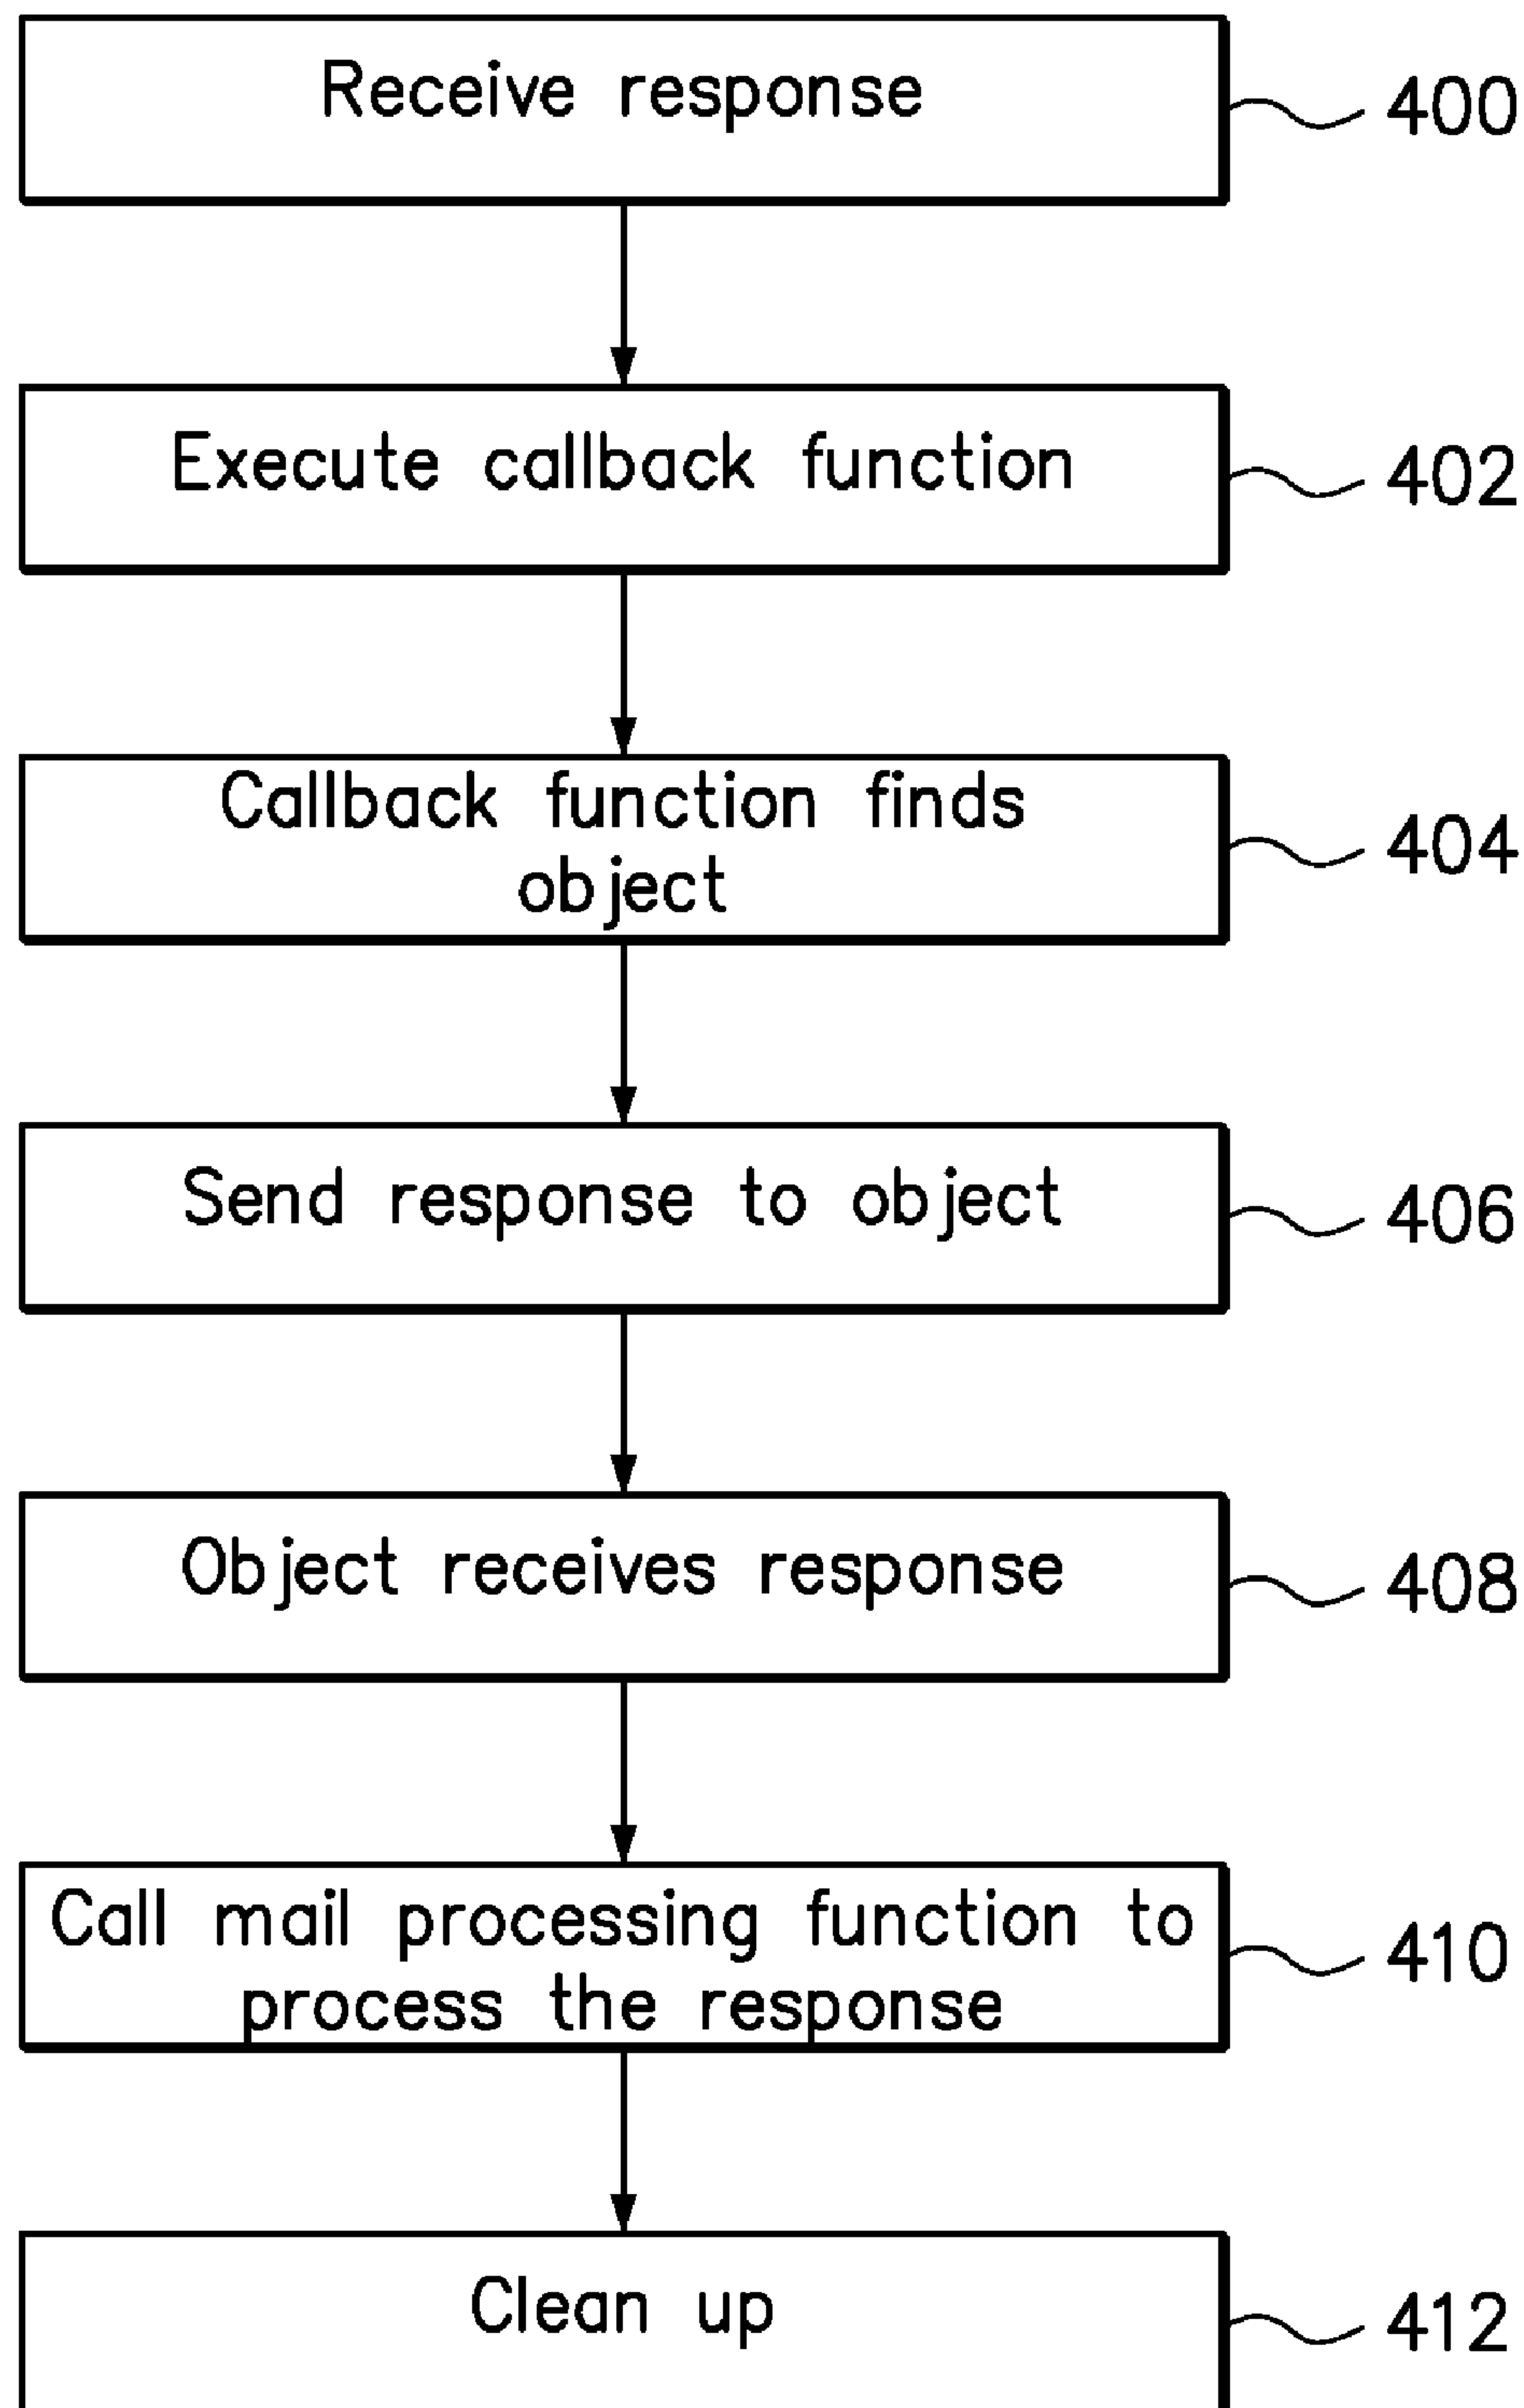 Receive response
400
Execute callback function
402
Callback function finds
object
404
Send response to object
406
Object receives response
408
Call mail processing function to
process the response
410
Clean up
412